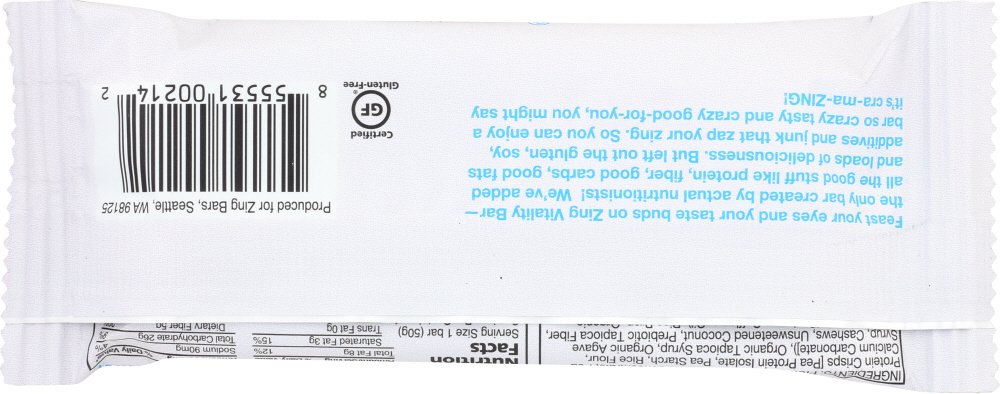 INGREDIENTS:
Protein Crisps [Pea] Protein Isolate, Pea Starch, Rice Flour,
Calcium Carbonate]), Organic Tapioca Syrup, Organic Agave
Syrup, Cashews, Unsweetened Coconut, Prebiotic Tapioca Fiber,
Nutrition
Facts
Serving Size 1 bar (50g)
Total Fat 6g 12%
Saturated Fat 3g 15%
Trans Fat 0g
% Daily Value
Sodium 90mg 4%
Total Carbohydrate 26g
Dietary Fiber 5g
Feast your eyes and your taste buds on Zing Vitality Bar—
the only bar created by actual nutritionists! We've added
all the good stuff like protein, fiber, good carbs, good fats
and loads of deliciousness. But left out the gluten, soy,
additives and junk that zap your zing. So you can enjoy a
bar so crazy tasty and crazy good-for-you, you might say
it's cra-ma-ZING!
Certified
GF
Gluten-Free
Produced for Zing Bars, Seattle, WA 98125
8 55531 00214 2